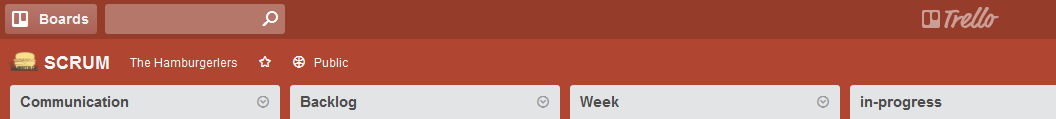 Boards Trello
SCRUM The Hamburgerlers Public
Communication Backlog Week in-progress